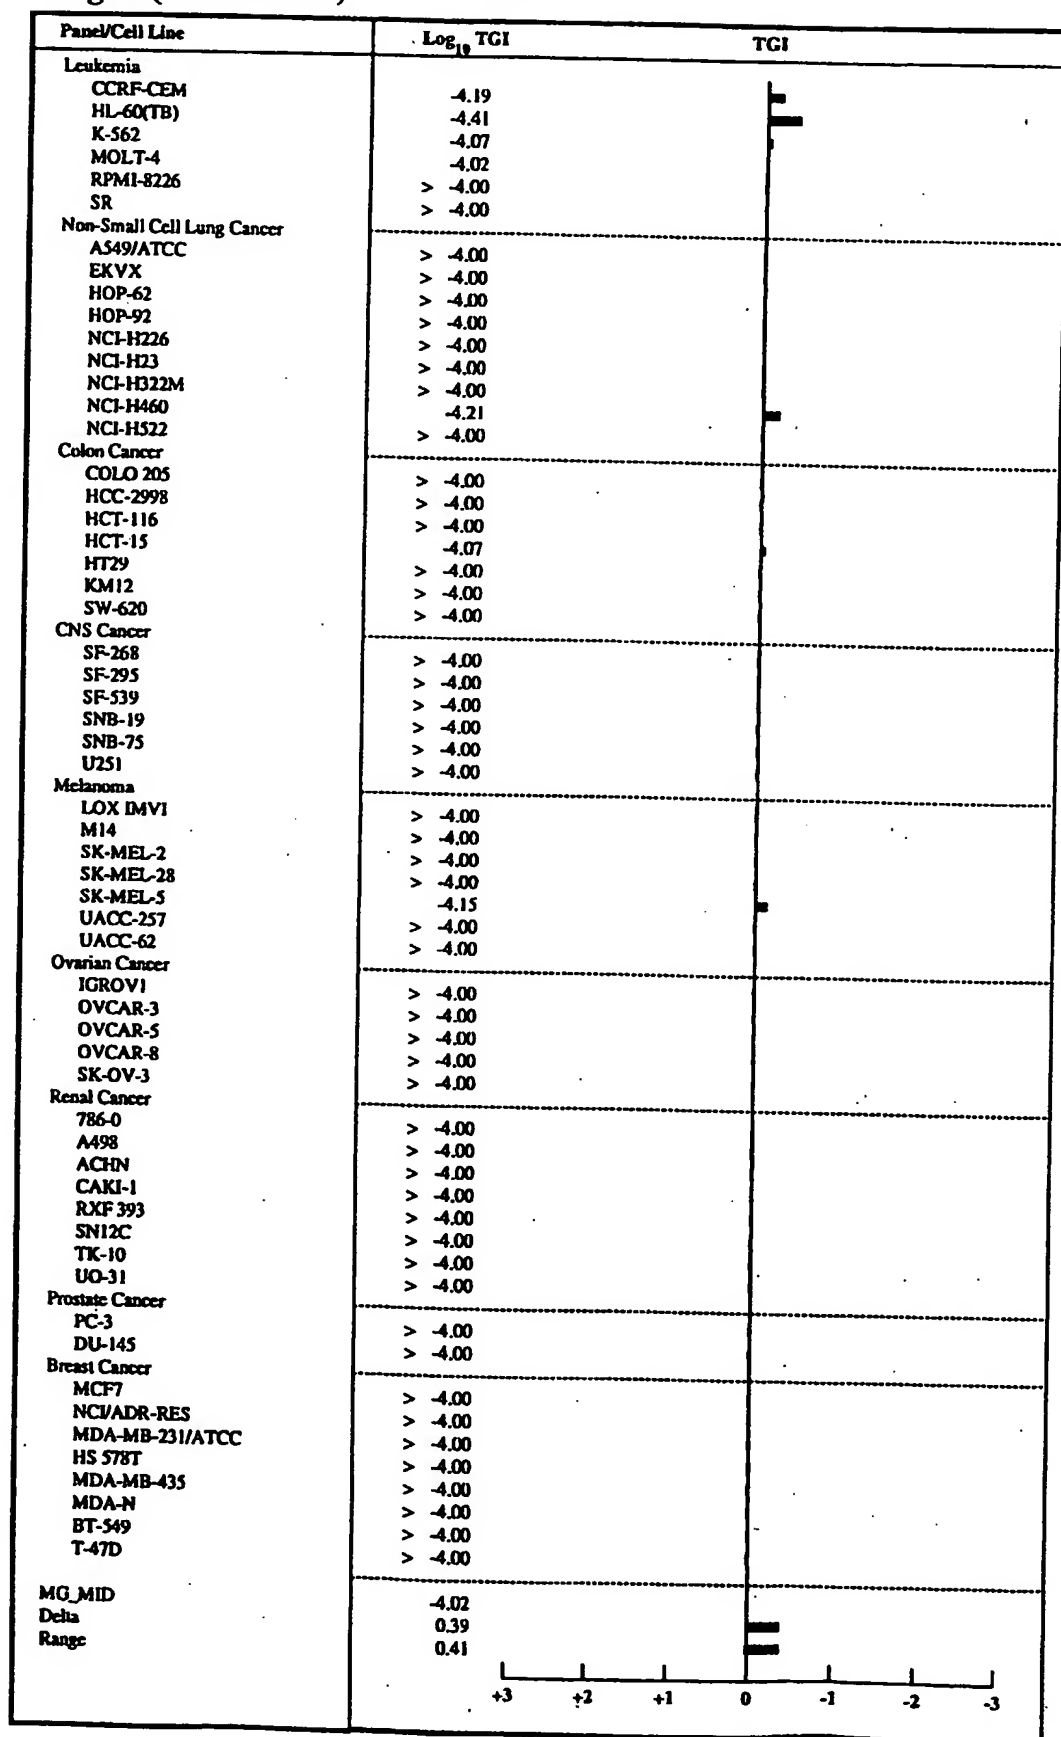 Panel/Cell Line Log10 TGI TGI
Leukemia
CCRF-CEM -4.19
HL-60(TB) -4.41
K-562 -4.07
MOLT-4 -4.02
RPMI-8226 > -4.00
SR > -4.00
Non-Small Cell Lung Cancer
A549/ATCC > -4.00
EKVX > -4.00
HOP-62 > -4.00
HOP-92 > -4.00
NCI-H226 > -4.00
NCI-H23 > -4.00
NCI-H322M > -4.00
NCI-H460 -4.21
NCI-H522 > -4.00
Colon Cancer
COLO 205 > -4.00
HCC-2998 > -4.00
HCT-116 > -4.00
HCT-15 -4.07
HT29 > -4.00
KM12 > -4.00
SW-620 > -4.00
CNS Cancer
SF-268 > -4.00
SF-295 > -4.00
SF-539 > -4.00
SNB-19 > -4.00
SNB-75 > -4.00
U251 > -4.00
Melanoma
LOX IMVI > -4.00
M14 > -4.00
SK-MEL-2 > -4.00
SK-MEL-28 > -4.00
SK-MEL-5 -4.15
UACC-257 > -4.00
UACC-62 > -4.00
Ovarian Cancer
IGROV1 > -4.00
OVCAR-3 > -4.00
OVCAR-5 > -4.00
OVCAR-8 > -4.00
SK-OV-3 > -4.00
Renal Cancer
786-0 > -4.00
A498 > -4.00
ACHN > -4.00
CAKI-1 > -4.00
RXF 393 > -4.00
SN12C > -4.00
TK-10 > -4.00
UO-31 > -4.00
Prostate Cancer
PC-3 > -4.00
DU-145 > -4.00
Breast Cancer
MCF7 > -4.00
NCI/ADR-RES > -4.00
MDA-MB-231/ATCC > -4.00
HS 578T > -4.00
MDA-MB-435 > -4.00
MDA-N > -4.00
BT-549 > -4.00
T-47D > -4.00
MG_MID -4.02
Delta 0.39
Range 0.41
+3 +2 +1 0 -1 -2 -3